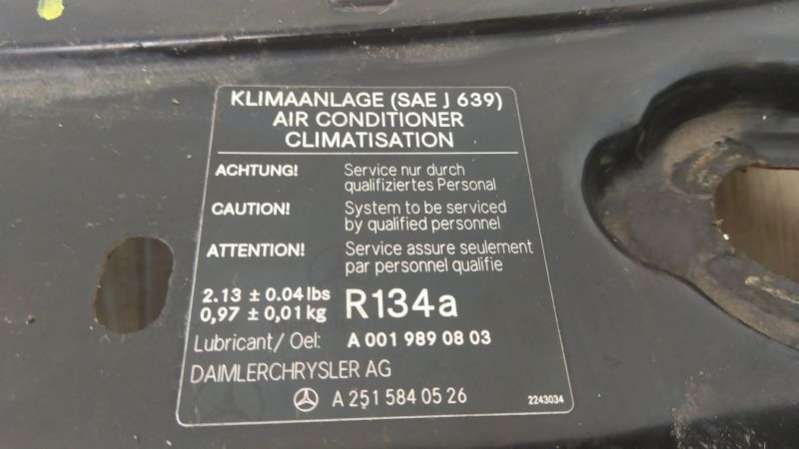 KLIMAANLAGE (SAE J 639)
AIR CONDITIONER
CLIMATISATION
ACHTUNG! Service nur durch
qualifiziertes Personal
CAUTION! System to be serviced
by qualified personnel
ATTENTION! Service assure seulement
par personnel qualifie
2.13 ± 0.04 lbs
0,97 ± 0,01 kg R134a
Lubricant/ Oel: A 001 989 08 03
DAIMLERCHRYSLER AG
A 251 584 05 26 2243034